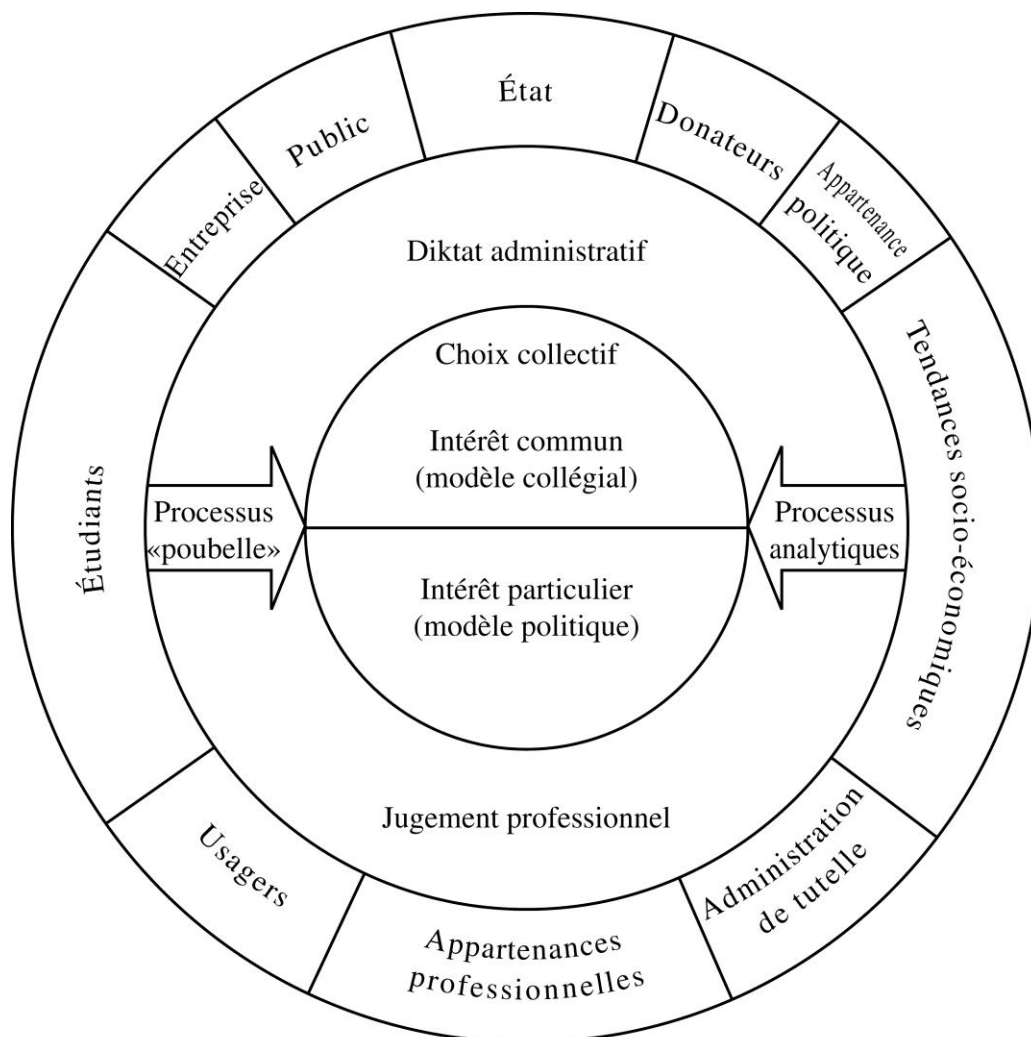 État
Public
Donateurs
Entreprise
Appartenance
politique
Diktat administratif
Choix collectif
Intérêt commun
(modèle collégial)
Processus
«poubelle»
Processus
analytiques
Intérêt particulier
(modèle politique)
Étudiants
Tendances socio-économiques
Jugement professionnel
Usagers
Administration
de tutelle
Appartenances
professionnelles